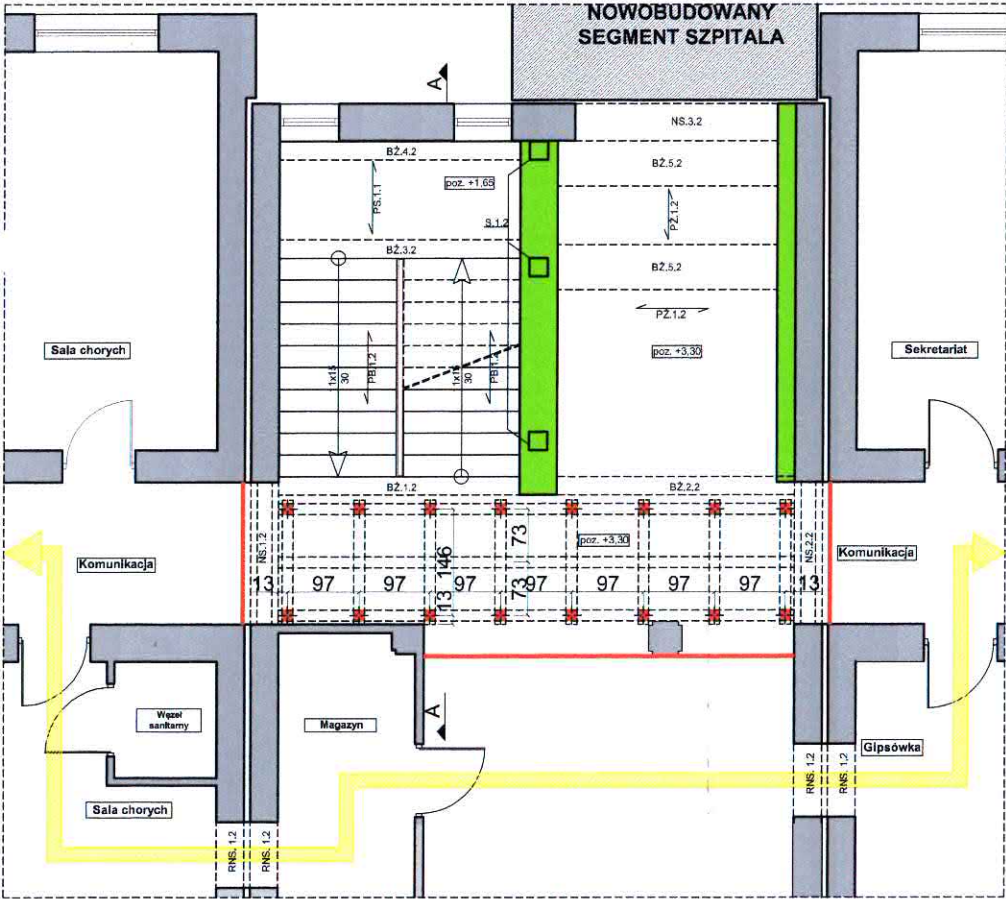 NOWOBUDOWANY
SEGMENT SZPITALA
A
NS.3.2
BŻ.4.2
BŻ.5.2
poz. +1,65
PS.1.1
PŻ.1.2
S.1.2
BŻ.3.2
BŻ.5.2
PŻ.1.2
Sala chorych
poz. +3,30
Sekretariat
1x15
30
PB.1.2
1x15
30
PB.1.2
BŻ.1.2
BŻ.2.2
NS.1.2
146
73
poz. +3,30
NS.2.2
Komunikacja
Komunikacja
13 97 97 97 97 97 97 97 13
13
73
Węzeł
sanitarny
Magazyn
A
Gipsówka
Sala chorych
RNS. 1.2
RNS. 1.2
RNS. 1.2
RNS. 1.2